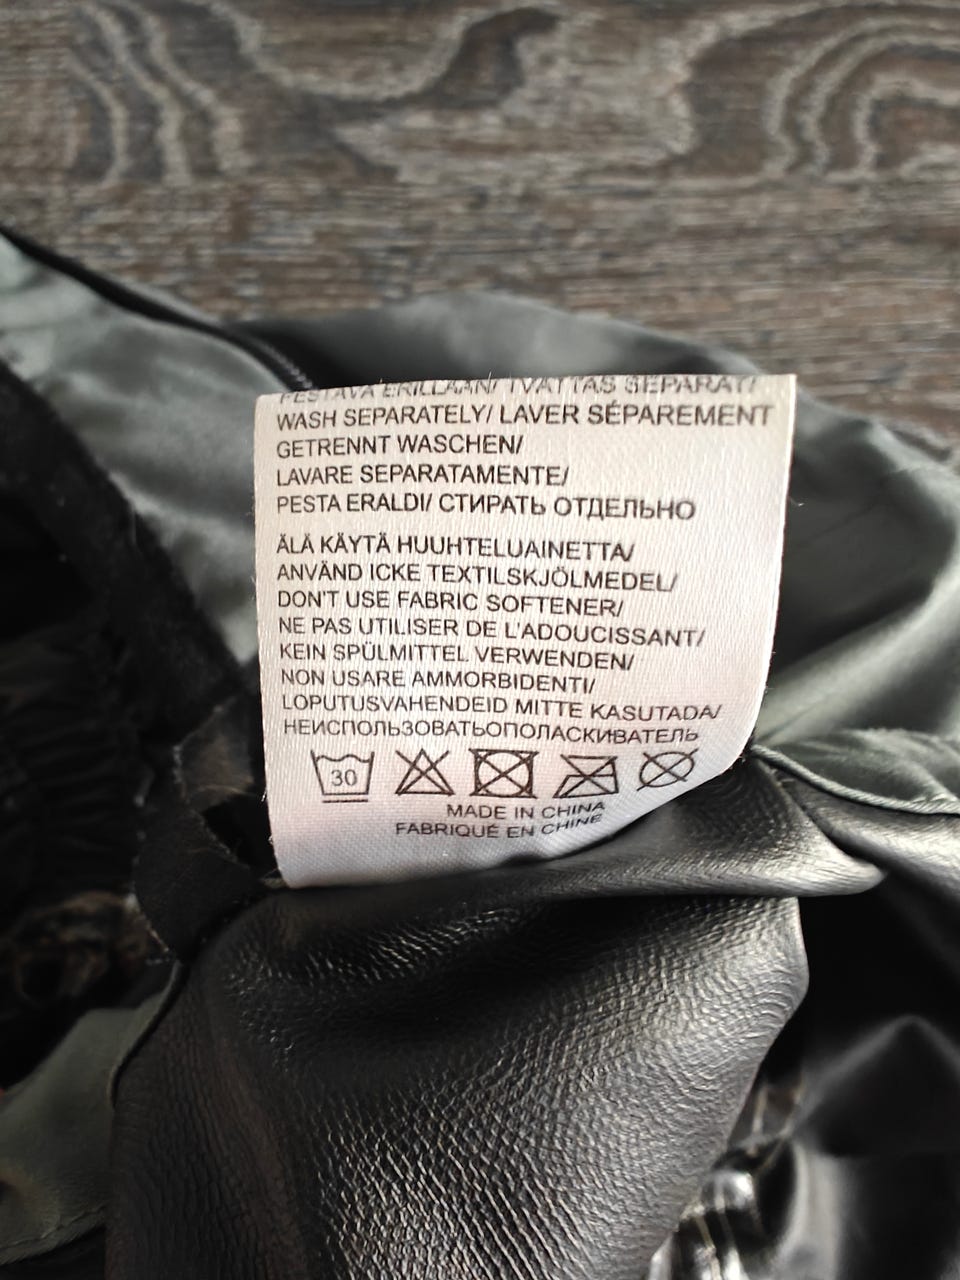 PESTÄVÄ ERILLÄÄN/ TVÄTTAS SEPARAT/
WASH SEPARATELY/ LAVER SÉPAREMENT
GETRENNT WASCHEN/
LAVARE SEPARATAMENTE/
PESTA ERALDI/ СТИРАТЬ ОТДЕЛЬНО
ÄLÄ KÄYTÄ HUUHTELUAINETTA/
ANVÄND ICKE TEXTILSKJÖLMEDEL/
DON'T USE FABRIC SOFTENER/
NE PAS UTILISER DE L'ADOUCISSANT/
KEIN SPÜLMITTEL VERWENDEN/
NON USARE AMMORBIDENTI/
LOPUTUSVAHENDEID MITTE KASUTADA/
НЕИСПОЛЬЗОВАТЬОПОЛАСКИВАТЕЛЬ
30
MADE IN CHINA
FABRIQUÉ EN CHINE